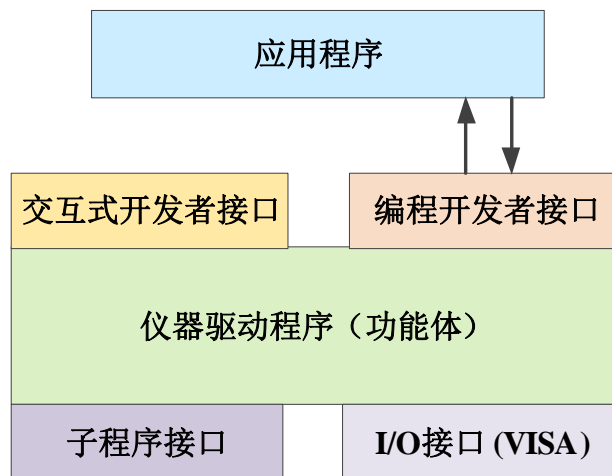 应用程序
交互式开发者接口
编程开发者接口
仪器驱动程序（功能体）
子程序接口
I/O接口 (VISA)